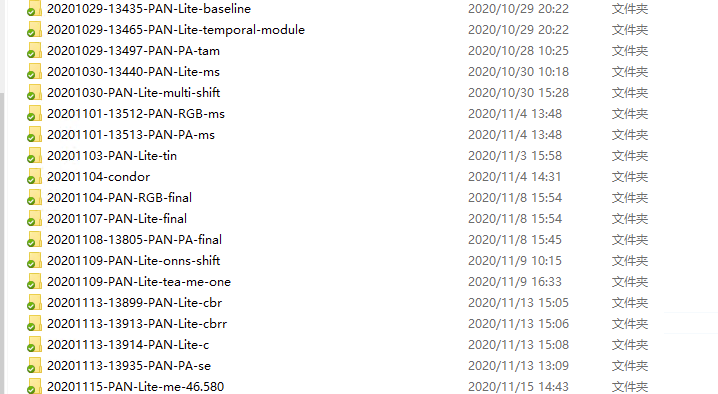 20201029-13435-PAN-Lite-baseline 2020/10/29 20:22 文件夹
20201029-13465-PAN-Lite-temporal-module 2020/10/29 20:22 文件夹
20201029-13497-PAN-PA-tam 2020/10/28 10:25 文件夹
20201030-13440-PAN-Lite-ms 2020/10/30 10:18 文件夹
20201030-PAN-Lite-multi-shift 2020/10/30 15:28 文件夹
20201101-13512-PAN-RGB-ms 2020/11/4 13:48 文件夹
20201101-13513-PAN-PA-ms 2020/11/4 13:48 文件夹
20201103-PAN-Lite-tin 2020/11/3 15:58 文件夹
20201104-condor 2020/11/4 14:31 文件夹
20201104-PAN-RGB-final 2020/11/8 15:54 文件夹
20201107-PAN-Lite-final 2020/11/8 15:54 文件夹
20201108-13805-PAN-PA-final 2020/11/8 15:45 文件夹
20201109-PAN-Lite-onns-shift 2020/11/9 10:15 文件夹
20201109-PAN-Lite-tea-me-one 2020/11/9 16:33 文件夹
20201113-13899-PAN-Lite-cbr 2020/11/13 15:05 文件夹
20201113-13913-PAN-Lite-cbrr 2020/11/13 15:06 文件夹
20201113-13914-PAN-Lite-c 2020/11/13 15:08 文件夹
20201113-13935-PAN-PA-se 2020/11/13 13:09 文件夹
20201115-PAN-Lite-me-46.580 2020/11/15 14:43 文件夹